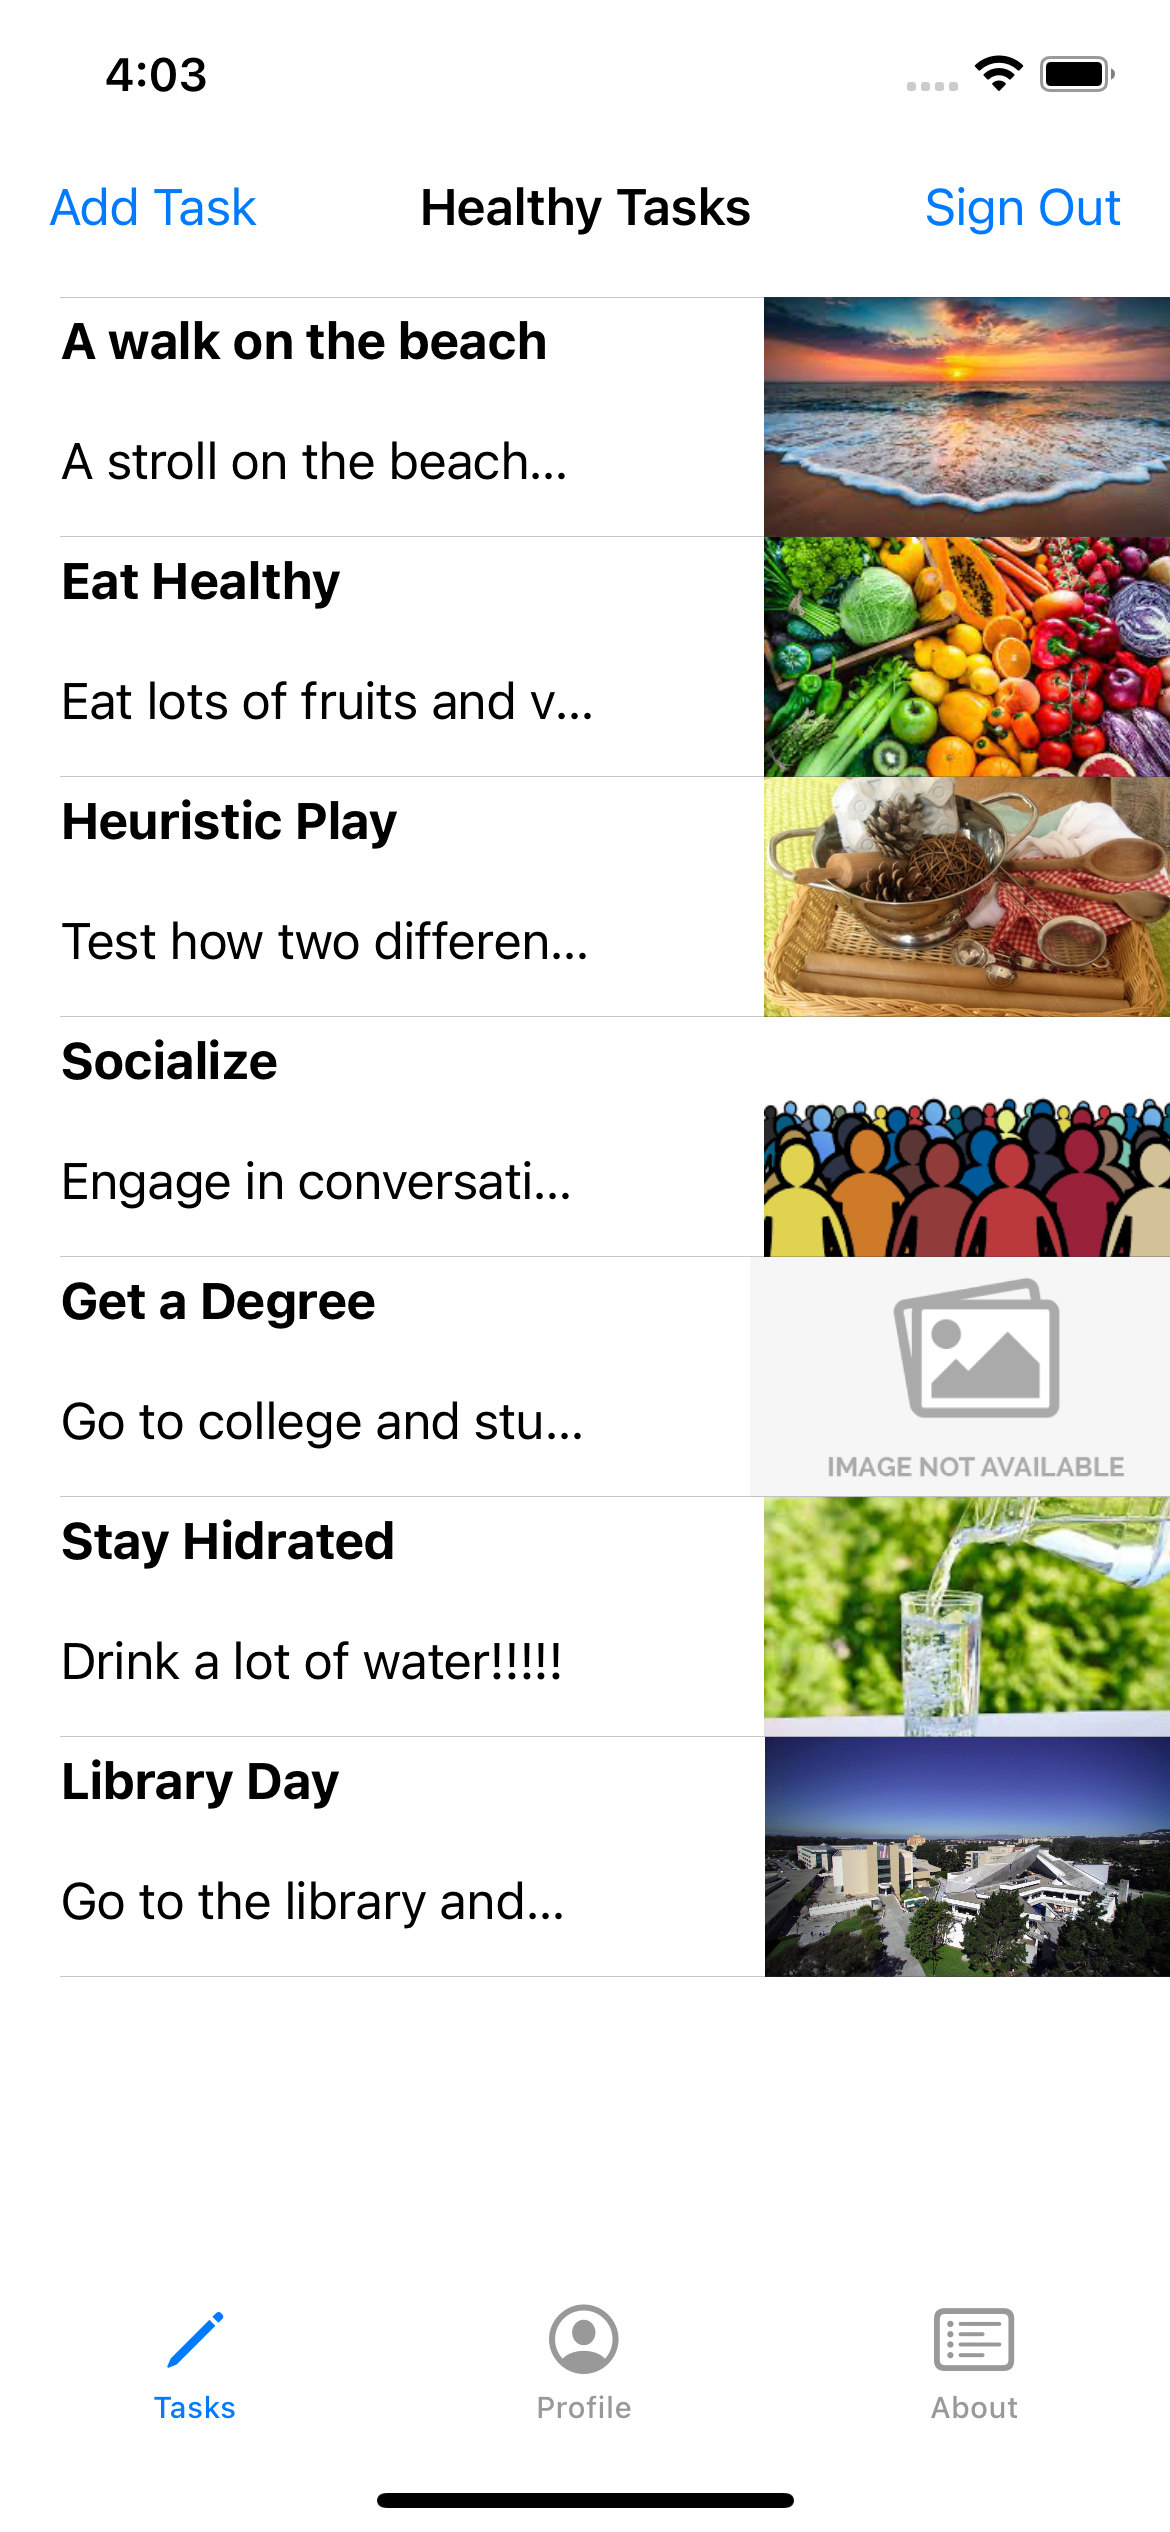 4:03
Add Task
Healthy Tasks
Sign Out
A walk on the beach
A stroll on the beach...
Eat Healthy
Eat lots of fruits and v...
Heuristic Play
Test how two differen...
Socialize
Engage in conversati...
Get a Degree
Go to college and stu...
IMAGE NOT AVAILABLE
Stay Hidrated
Drink a lot of water!!!!!
Library Day
Go to the library and...
Tasks
Profile
About